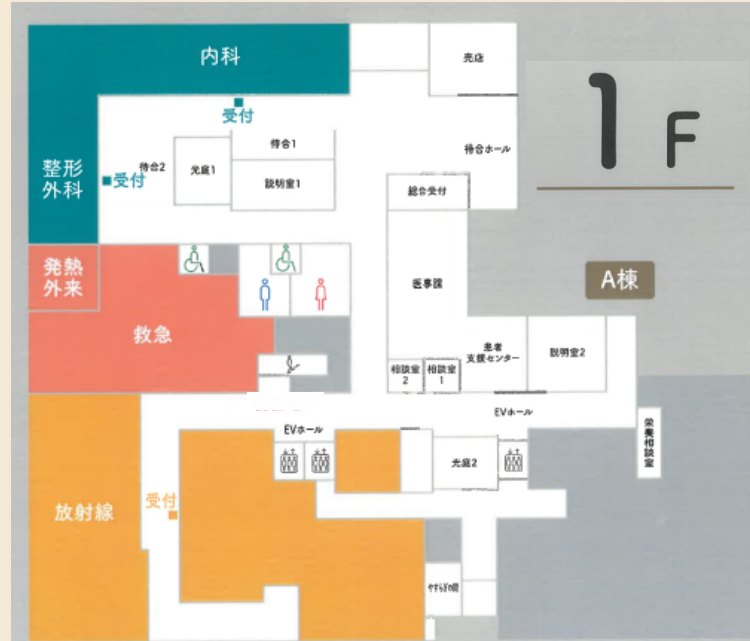 内科
売店
1F
受付
待合1
待合ホール
整形
外科
受付
待合2
光庭1
説明室1
総合受付
発熱
外来
医事課
A棟
救急
患者
支援センター
説明室2
相談室
2
相談室
1
EVホール
EVホール
栄養相談室
光庭2
放射線
受付
やすらぎの間